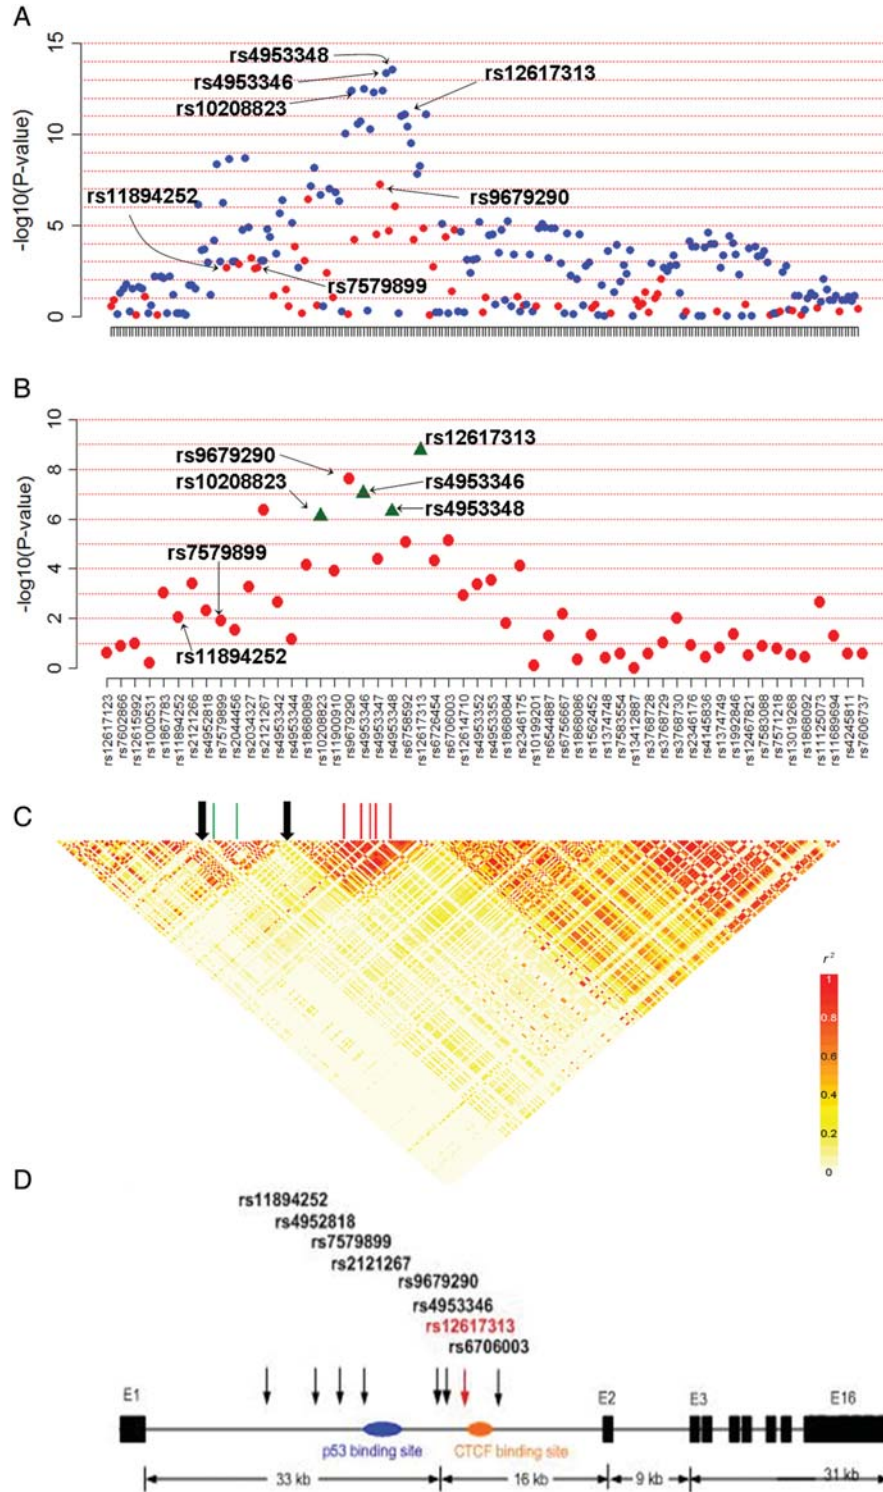 A
15
10
5
0
-log10(P-value)
rs4953348
rs4953346
rs10208823
rs12617313
rs11894252
rs9679290
rs7579899
B
10
8
6
4
2
0
-log10(P-value)
rs12617313
rs9679290
rs10208823
rs4953346
rs4953348
rs7579899
rs11894252
rs12617123
rs7602866
rs12615992
rs1000531
rs1867783
rs11894252
rs2121266
rs4952818
rs7579899
rs2044456
rs2034327
rs2121267
rs4953342
rs4953344
rs1868089
rs10208823
rs11900910
rs9679290
rs4953346
rs4953347
rs4953348
rs67568592
rs12617313
rs6726454
rs6706003
rs12614710
rs4953352
rs4953353
rs1868084
rs2346175
rs10199201
rs6544887
rs6756667
rs1868086
rs1562452
rs1374748
rs7583554
rs13412887
rs3768728
rs3768729
rs3768730
rs2346176
rs4145836
rs1374749
rs1992846
rs12467821
rs7583088
rs7571218
rs13019268
rs1868092
rs11125073
rs11689694
rs4245811
rs7606737
C
r²
1
0.8
0.6
0.4
0.2
0
D
rs11894252
rs4952818
rs7579899
rs2121267
rs9679290
rs4953346
rs12617313
rs6706003
E1
E2
E3
E16
p53 binding site
CTCF binding site
33 kb
16 kb
9 kb
31 kb